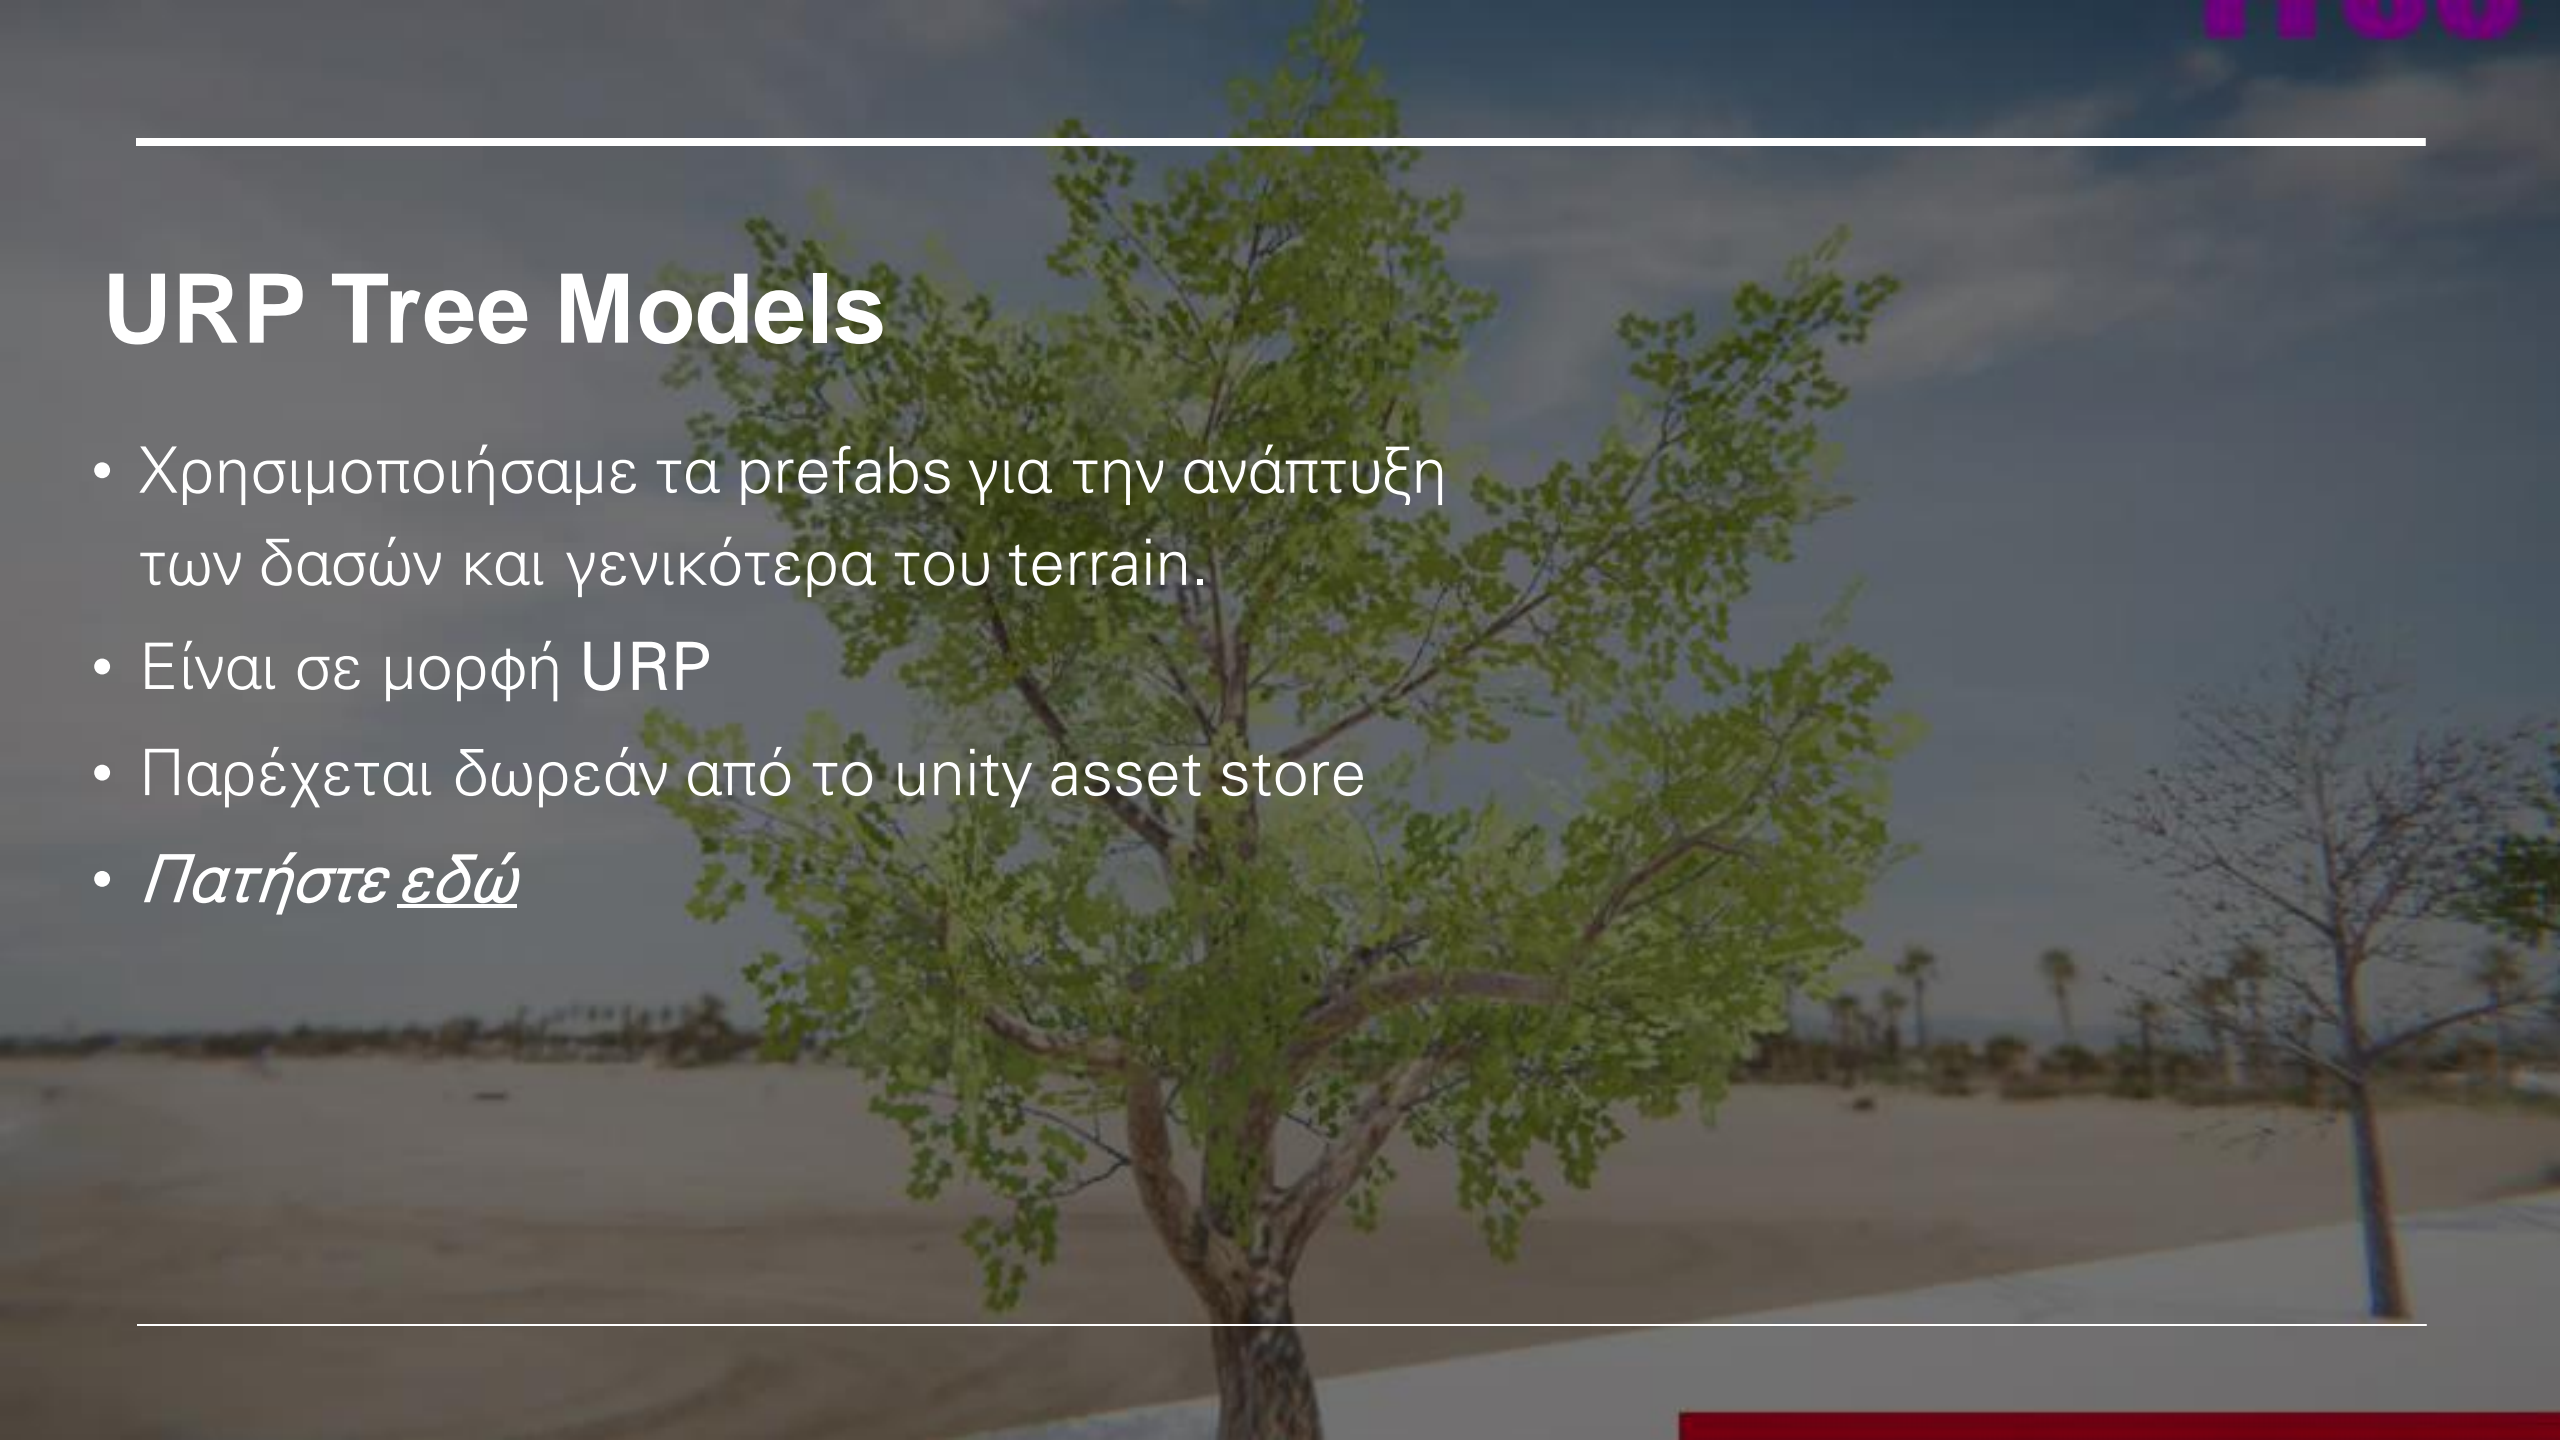 URP Tree Models
• Χρησιμοποιήσαμε τα prefabs για την ανάπτυξη
των δασών και γενικότερα του terrain.
• Είναι σε μορφή URP
• Παρέχεται δωρεάν από το unity asset store
• Πατήστε εδώ